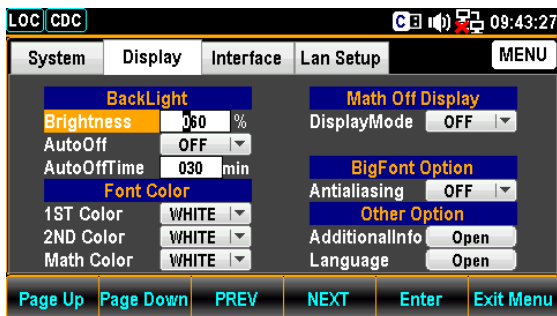 LOC CDC C 09:43:27
System Display Interface Lan Setup MENU
BackLight
Brightness 060 %
AutoOff OFF
AutoOffTime 030 min
Font Color
1ST Color WHITE
2ND Color WHITE
Math Color WHITE
Math Off Display
DisplayMode OFF
BigFont Option
Antialiasing OFF
Other Option
AdditionalInfo Open
Language Open
Page Up Page Down PREV NEXT Enter Exit Menu